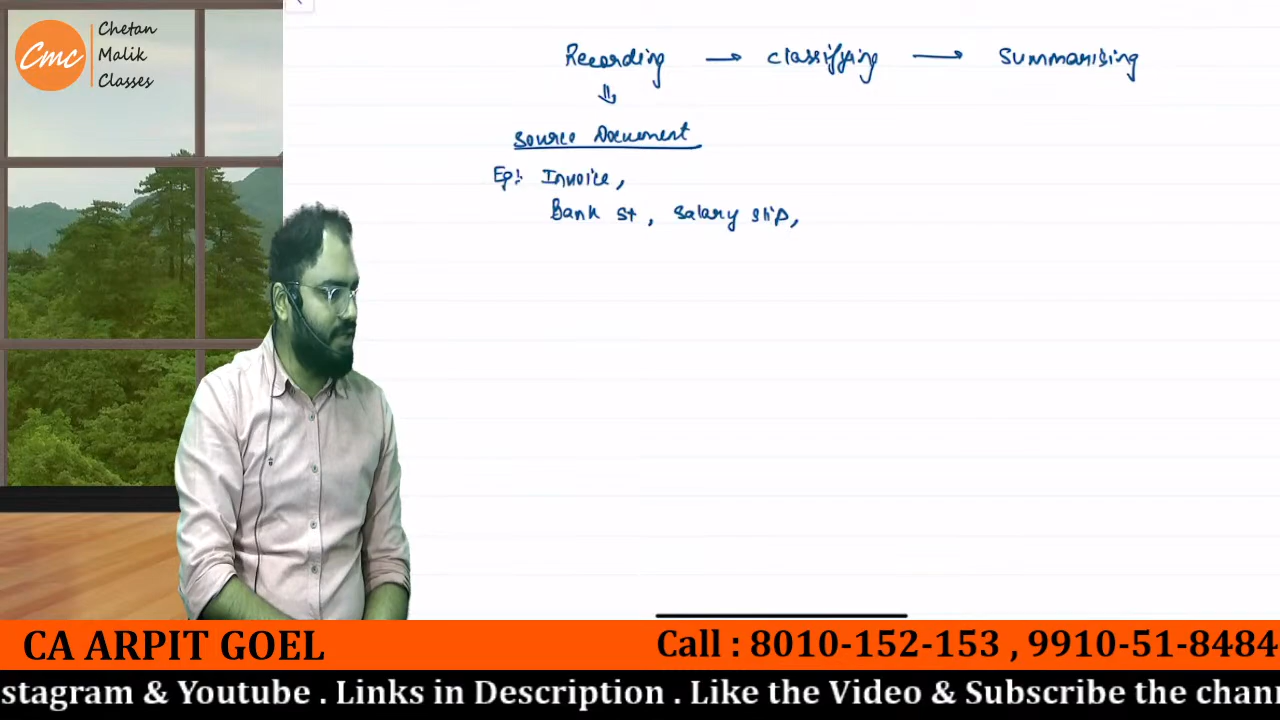 Cmc
Chetan
Malik
Classes
Recording → classifying → Summarising
⇓
Source Document
Eg:- Invoice,
Bank St, Salary slip,
CA ARPIT GOEL
Call : 8010-152-153 , 9910-51-8484
stagram & Youtube . Links in Description . Like the Video & Subscribe the chan